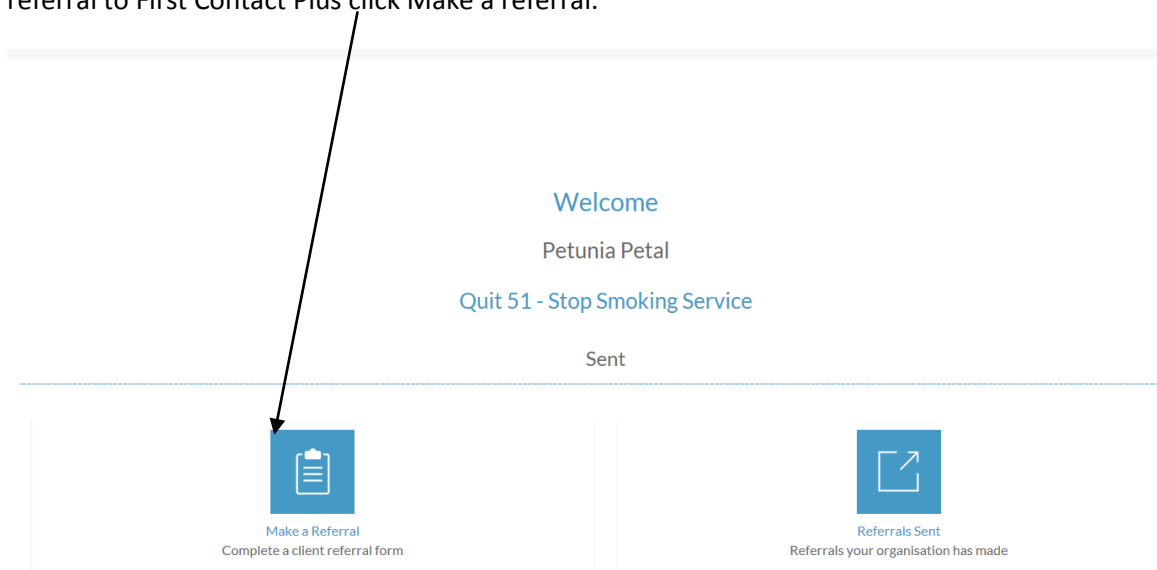 referral to First Contact Plus click Make a referral.
Welcome
Petunia Petal
Quit 51 - Stop Smoking Service
Sent
Make a Referral
Complete a client referral form
Referrals Sent
Referrals your organisation has made